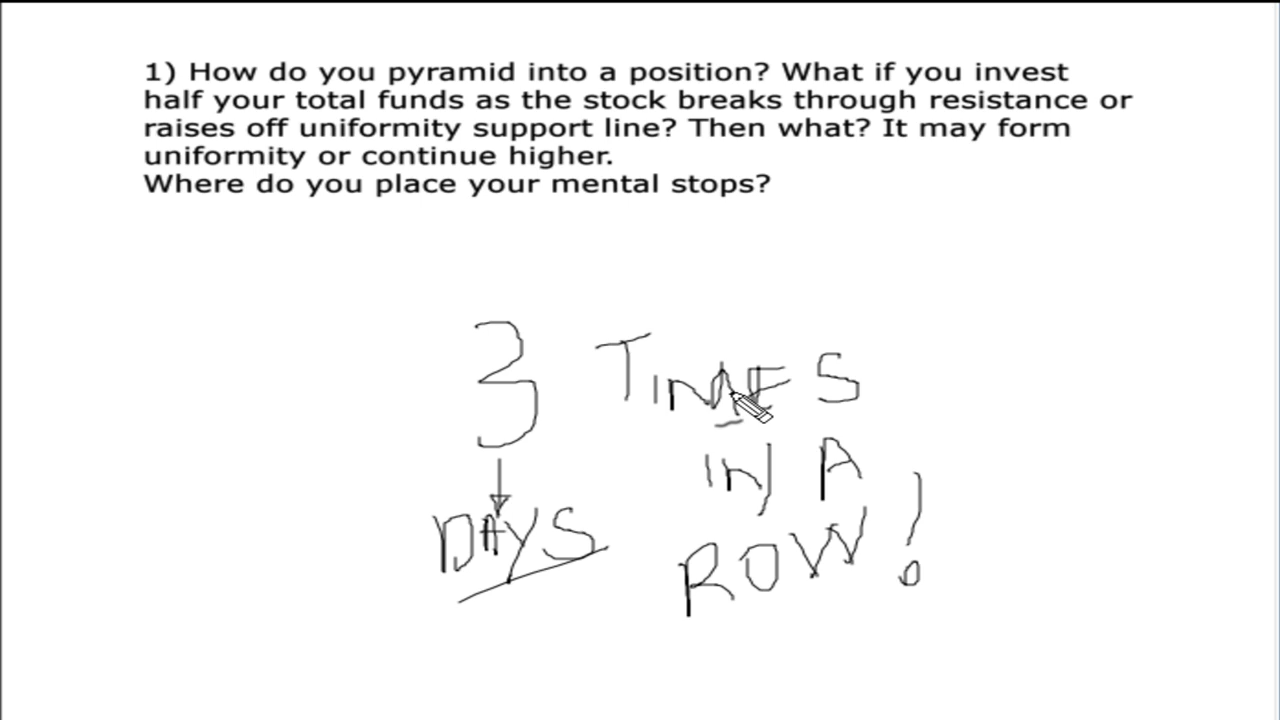 1) How do you pyramid into a position? What if you invest
half your total funds as the stock breaks through resistance or
raises off uniformity support line? Then what? It may form
uniformity or continue higher.
Where do you place your mental stops?
3 TIMES
IN A
DAYS
ROW!